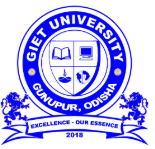 GIET UNIVERSITY
GUNUPUR, ODISHA
EXCELLENCE - OUR ESSENCE
2018